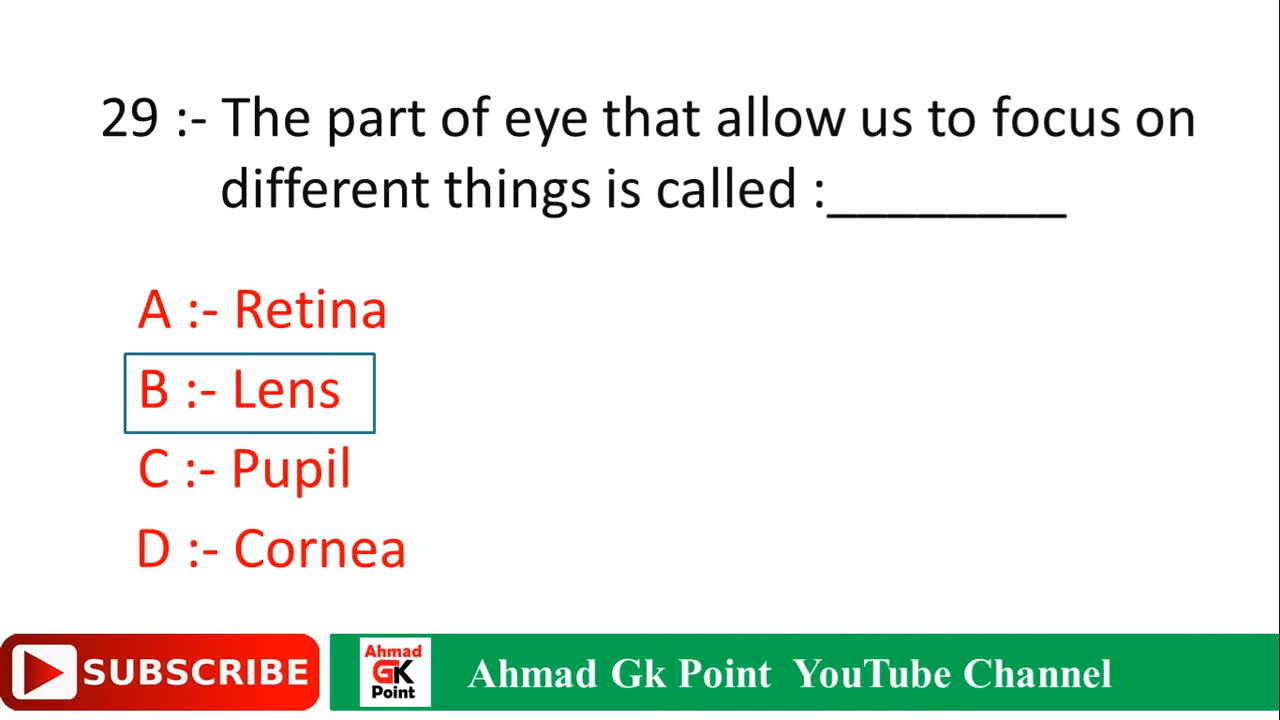 29 :- The part of eye that allow us to focus on
different things is called :________
A :- Retina
B :- Lens
C :- Pupil
D :- Cornea
SUBSCRIBE
Ahmad
GK
Point
Ahmad Gk Point YouTube Channel